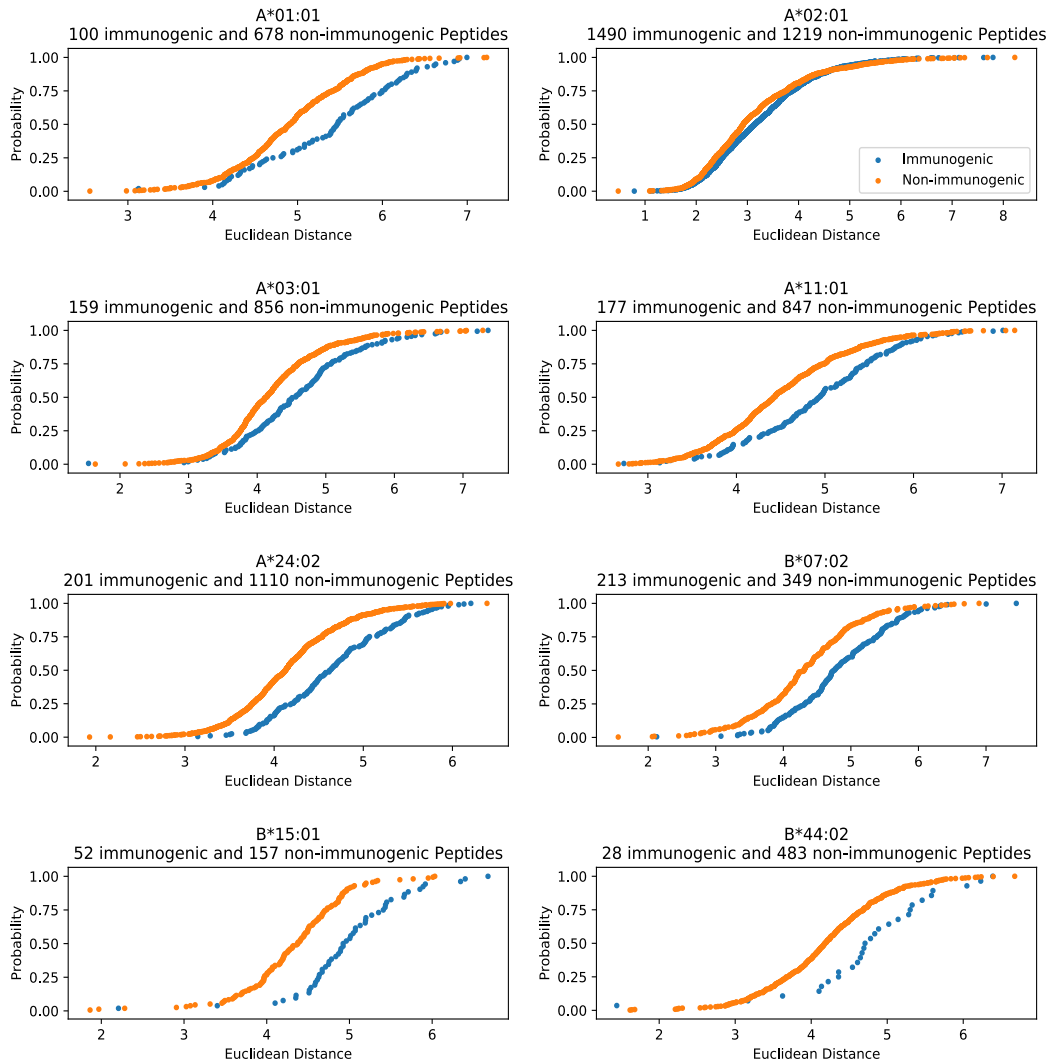 A*01:01
100 immunogenic and 678 non-immunogenic Peptides
1.00
0.75
0.50
0.25
0.00
Probability
3 4 5 6 7
Euclidean Distance
A*02:01
1490 immunogenic and 1219 non-immunogenic Peptides
1.00
0.75
0.50
0.25
0.00
Probability
Immunogenic
Non-immunogenic
1 2 3 4 5 6 7 8
Euclidean Distance
A*03:01
159 immunogenic and 856 non-immunogenic Peptides
1.00
0.75
0.50
0.25
0.00
Probability
2 3 4 5 6 7
Euclidean Distance
A*11:01
177 immunogenic and 847 non-immunogenic Peptides
1.00
0.75
0.50
0.25
0.00
Probability
3 4 5 6 7
Euclidean Distance
A*24:02
201 immunogenic and 1110 non-immunogenic Peptides
1.00
0.75
0.50
0.25
0.00
Probability
2 3 4 5 6
Euclidean Distance
B*07:02
213 immunogenic and 349 non-immunogenic Peptides
1.00
0.75
0.50
0.25
0.00
Probability
2 3 4 5 6 7
Euclidean Distance
B*15:01
52 immunogenic and 157 non-immunogenic Peptides
1.00
0.75
0.50
0.25
0.00
Probability
2 3 4 5 6
Euclidean Distance
B*44:02
28 immunogenic and 483 non-immunogenic Peptides
1.00
0.75
0.50
0.25
0.00
Probability
2 3 4 5 6
Euclidean Distance